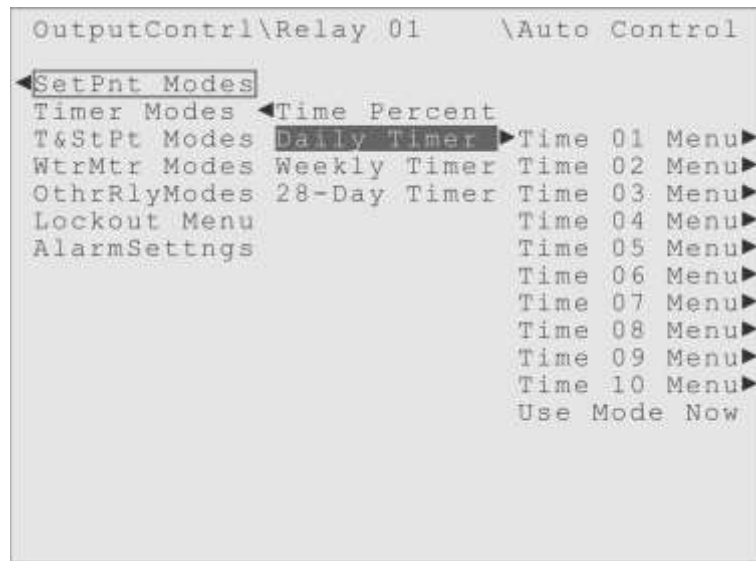 OutputContrl\Relay 01 \Auto Control
SetPnt Modes
Timer Modes Time Percent
T&StPt Modes Daily Timer Time 01 Menu
WtrMtr Modes Weekly Timer Time 02 Menu
OthrRlyModes 28-Day Timer Time 03 Menu
Lockout Menu Time 04 Menu
AlarmSettngs Time 05 Menu
Time 06 Menu
Time 07 Menu
Time 08 Menu
Time 09 Menu
Time 10 Menu
Use Mode Now